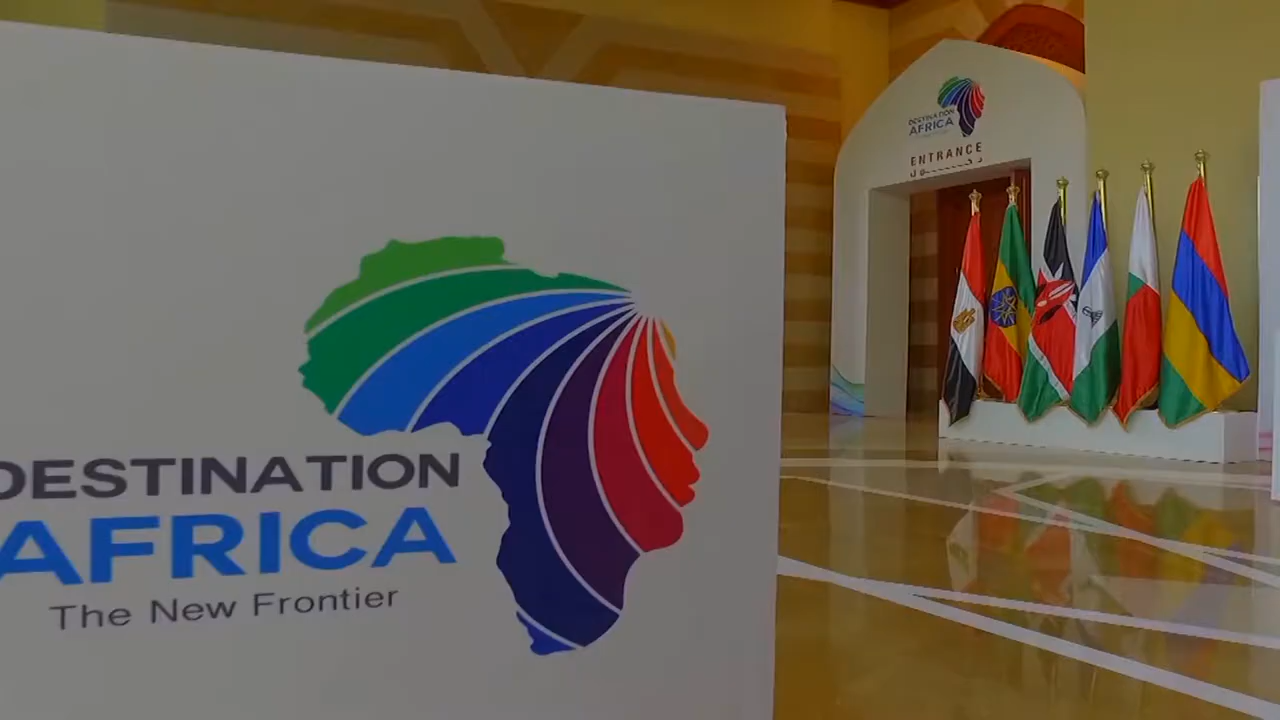 DESTINATION
AFRICA
The New Frontier
DESTINATION
AFRICA
ENTRANCE